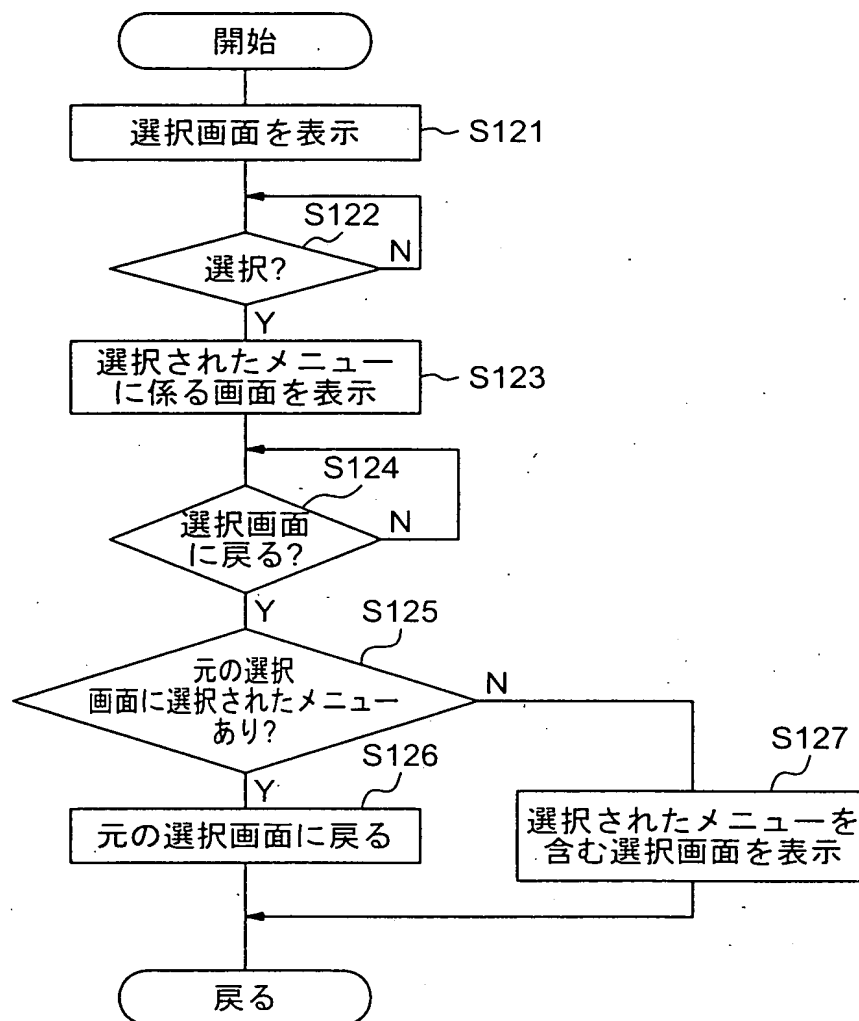 開始
選択画面を表示
S121
S122
選択?
N
Y
選択されたメニュー
に係る画面を表示
S123
S124
選択画面
に戻る?
N
Y
S125
元の選択
画面に選択されたメニュー
あり?
N
Y
S126
元の選択画面に戻る
S127
選択されたメニューを
含む選択画面を表示
戻る